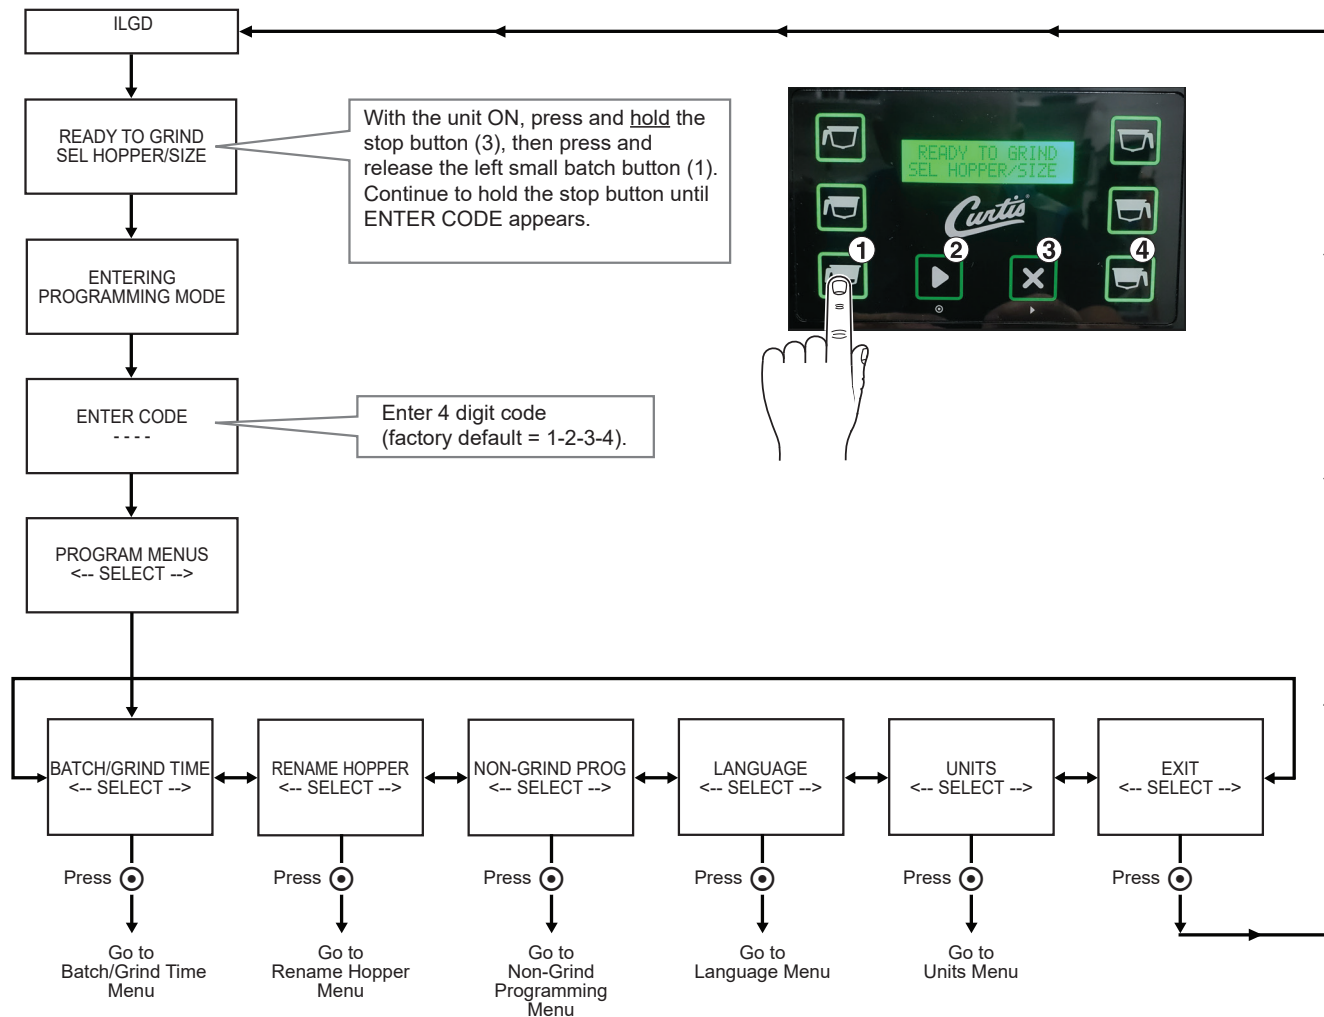 ILGD
READY TO GRIND
SEL HOPPER/SIZE
With the unit ON, press and hold the
stop button (3), then press and
release the left small batch button (1).
Continue to hold the stop button until
ENTER CODE appears.
READY TO GRIND
SEL HOPPER/SIZE
Curtis
1
2
3
4
ENTERING
PROGRAMMING MODE
ENTER CODE
- - - -
Enter 4 digit code
(factory default = 1-2-3-4).
PROGRAM MENUS
<-- SELECT -->
BATCH/GRIND TIME
<-- SELECT -->
RENAME HOPPER
<-- SELECT -->
NON-GRIND PROG
<-- SELECT -->
LANGUAGE
<-- SELECT -->
UNITS
<-- SELECT -->
EXIT
<-- SELECT -->
Press
Press
Press
Press
Press
Press
Go to
Batch/Grind Time
Menu
Go to
Rename Hopper
Menu
Go to
Non-Grind
Programming
Menu
Go to
Language Menu
Go to
Units Menu